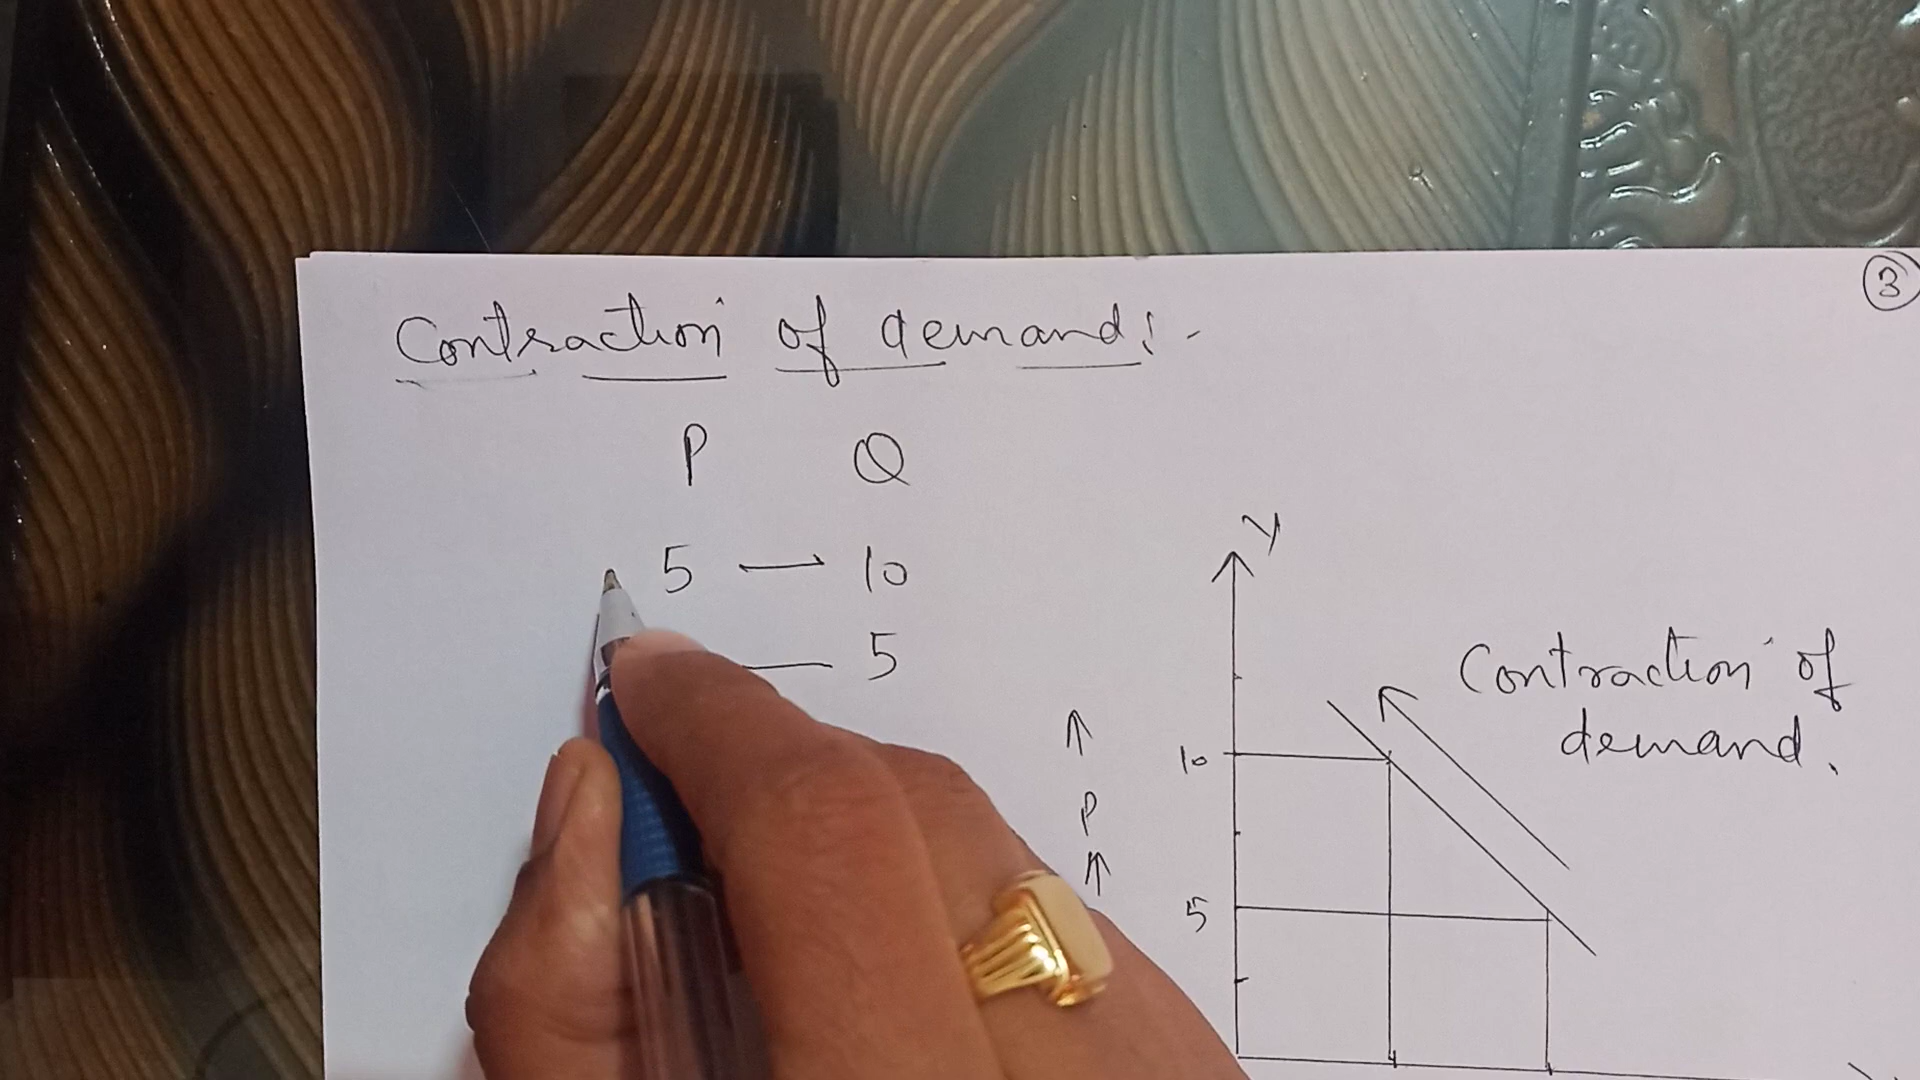 3
Contraction of demand:-
P Q
5 — 10
— 5
Y
Contraction of
demand.
↑
10
P
↑
5